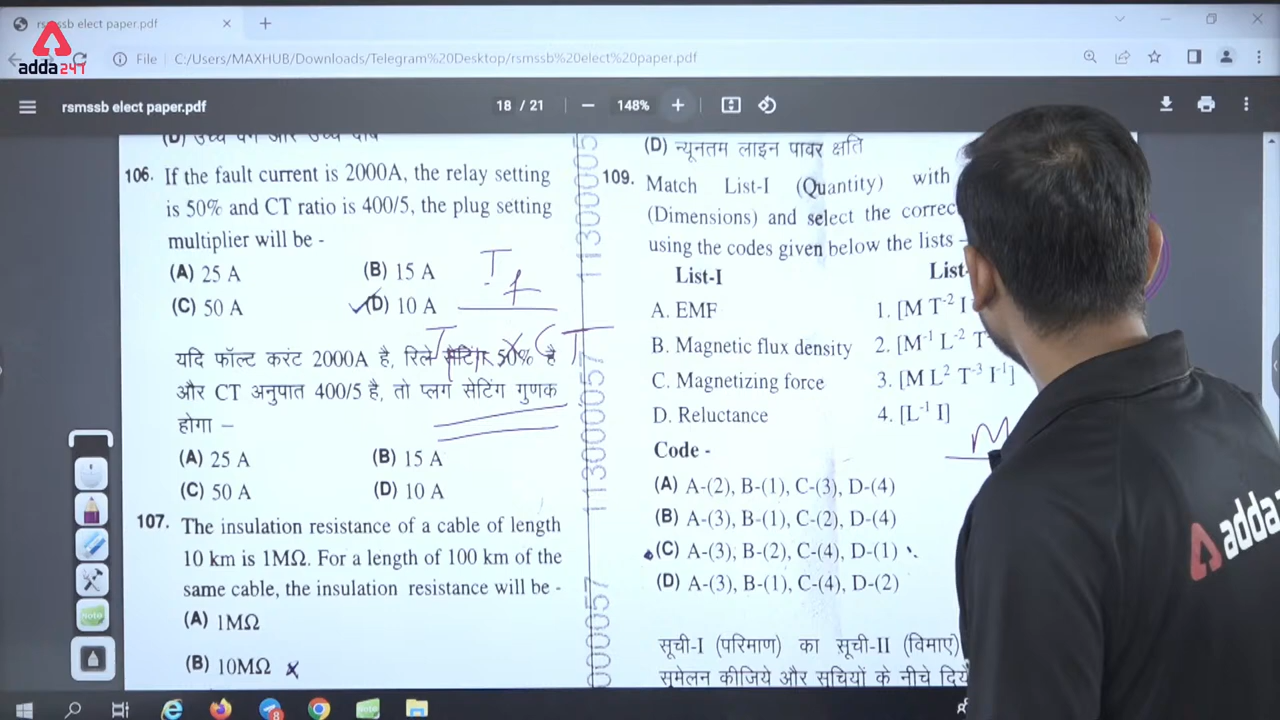 rsmssb elect paper.pdf
adda247
File
C:/Users/MAXHUB/Downloads/Telegram%20Desktop/rsmssb%20elect%20paper.pdf
rsmssb elect paper.pdf
18 / 21
148%
106. If the fault current is 2000A, the relay setting
is 50% and CT ratio is 400/5, the plug setting
multiplier will be -
(A) 25 A
(B) 15 A
(C) 50 A
(D) 10 A
यदि फॉल्ट करंट 2000A है, रिले सेटिंग 50% है
और CT अनुपात 400/5 है, तो प्लग सेटिंग गुणक
होगा –
(A) 25 A
(B) 15 A
(C) 50 A
(D) 10 A
107. The insulation resistance of a cable of length
10 km is 1MΩ. For a length of 100 km of the
same cable, the insulation resistance will be -
(A) 1MΩ
(B) 10MΩ
1130000057
1130000057
(D) न्यूनतम लाइन पावर क्षति
109. Match List-I (Quantity) with
(Dimensions) and select the correc
using the codes given below the lists –
List-I
List-
A. EMF
1. [M T-2 I
B. Magnetic flux density
2. [M-1 L-2 T-
C. Magnetizing force
3. [M L2 T-3 I-1]
D. Reluctance
4. [L-1 I]
Code -
(A) A-(2), B-(1), C-(3), D-(4)
(B) A-(3), B-(1), C-(2), D-(4)
(C) A-(3), B-(2), C-(4), D-(1)
(D) A-(3), B-(1), C-(4), D-(2)
सूची-I (परिमाण) का सूची-II (विमाए)
सुमेलन कीजिये और सूचियों के नीचे दिये
adda